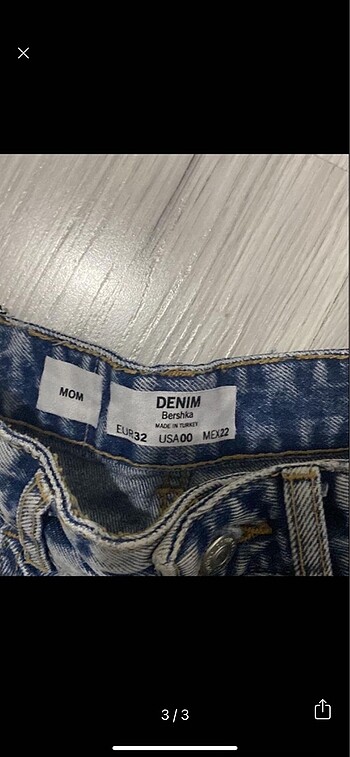 MOM
DENIM
Bershka
MADE IN TURKEY
EUR32 USA00 MEX22
3/3